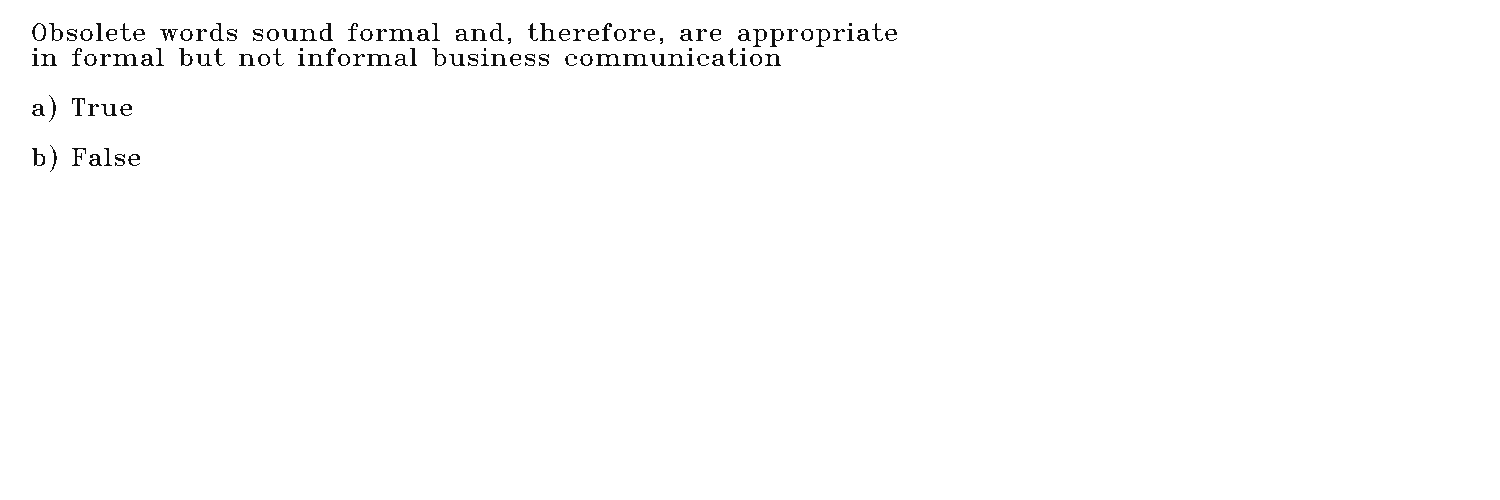 Obsolete words sound formal and, therefore, are appropriate
in formal but not informal business communication
a) True
b) False